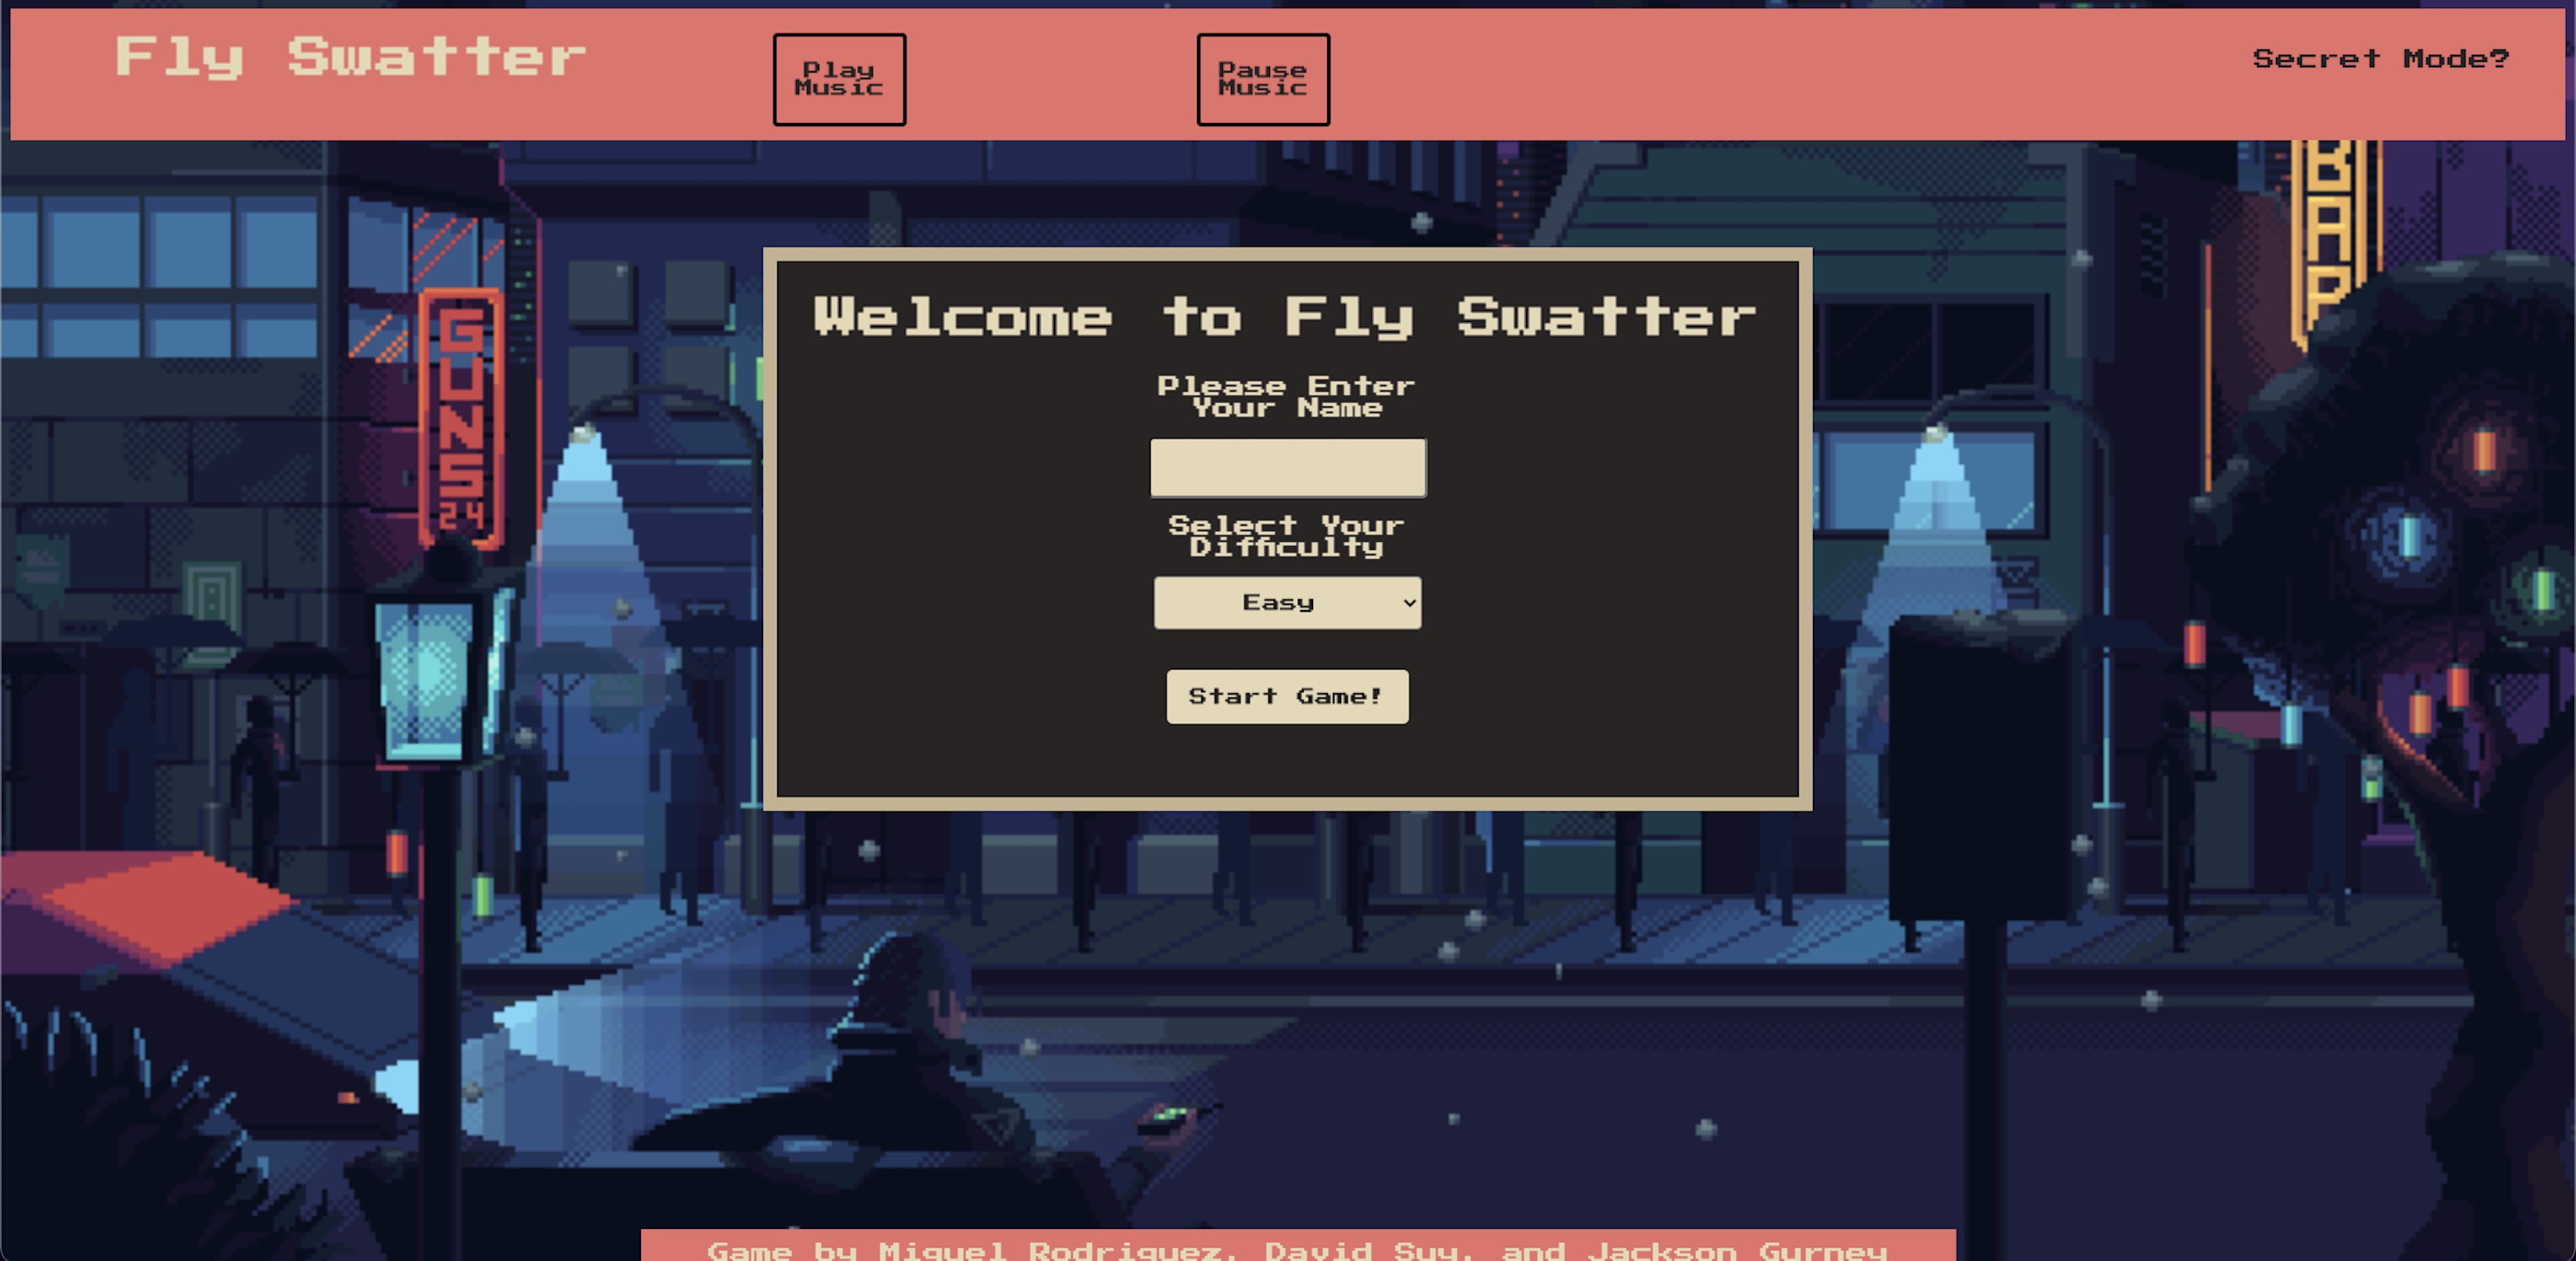 Fly Swatter
Play
Music
Pause
Music
Secret Mode?
BAR
GUNS
24
Welcome to Fly Swatter
Please Enter
Your Name
Select Your
Difficulty
Easy
Start Game!
Game by Miguel Rodriguez, David Suy, and Jackson Gurney